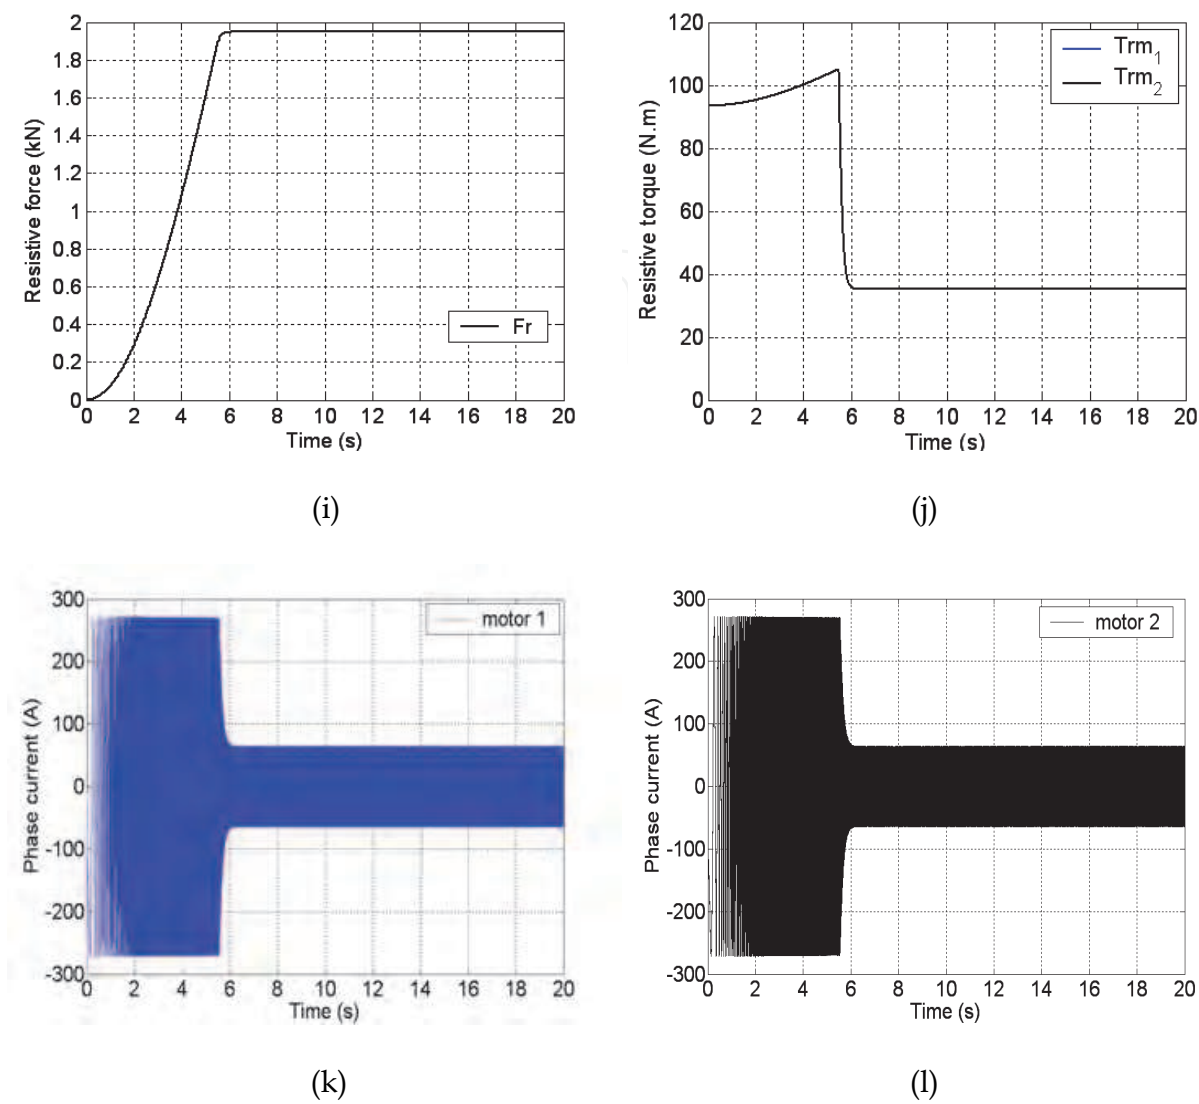 2
1.8
1.6
1.4
1.2
1
0.8
0.6
0.4
0.2
0
Resistive force (kN)
Fr
0 2 4 6 8 10 12 14 16 18 20
Time (s)
(i)
120
100
80
60
40
20
0
Resistive torque (N.m)
Trm1
Trm2
0 2 4 6 8 10 12 14 16 18 20
Time (s)
(j)
300
200
100
0
-100
-200
-300
Phase current (A)
motor 1
0 2 4 6 8 10 12 14 16 18 20
Time (s)
(k)
300
200
100
0
-100
-200
-300
Phase current (A)
motor 2
0 2 4 6 8 10 12 14 16 18 20
Time (s)
(l)